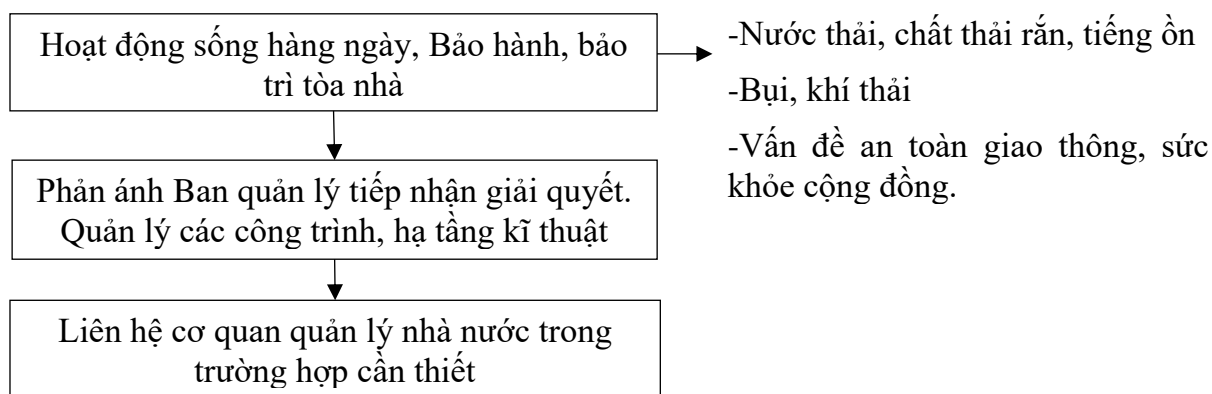 Hoạt động sống hàng ngày, Bảo hành, bảo
trì tòa nhà
-Nước thải, chất thải rắn, tiếng ồn
-Bụi, khí thải
-Vấn đề an toàn giao thông, sức
khỏe cộng đồng.
Phản ánh Ban quản lý tiếp nhận giải quyết.
Quản lý các công trình, hạ tầng kĩ thuật
Liên hệ cơ quan quản lý nhà nước trong
trường hợp cần thiết